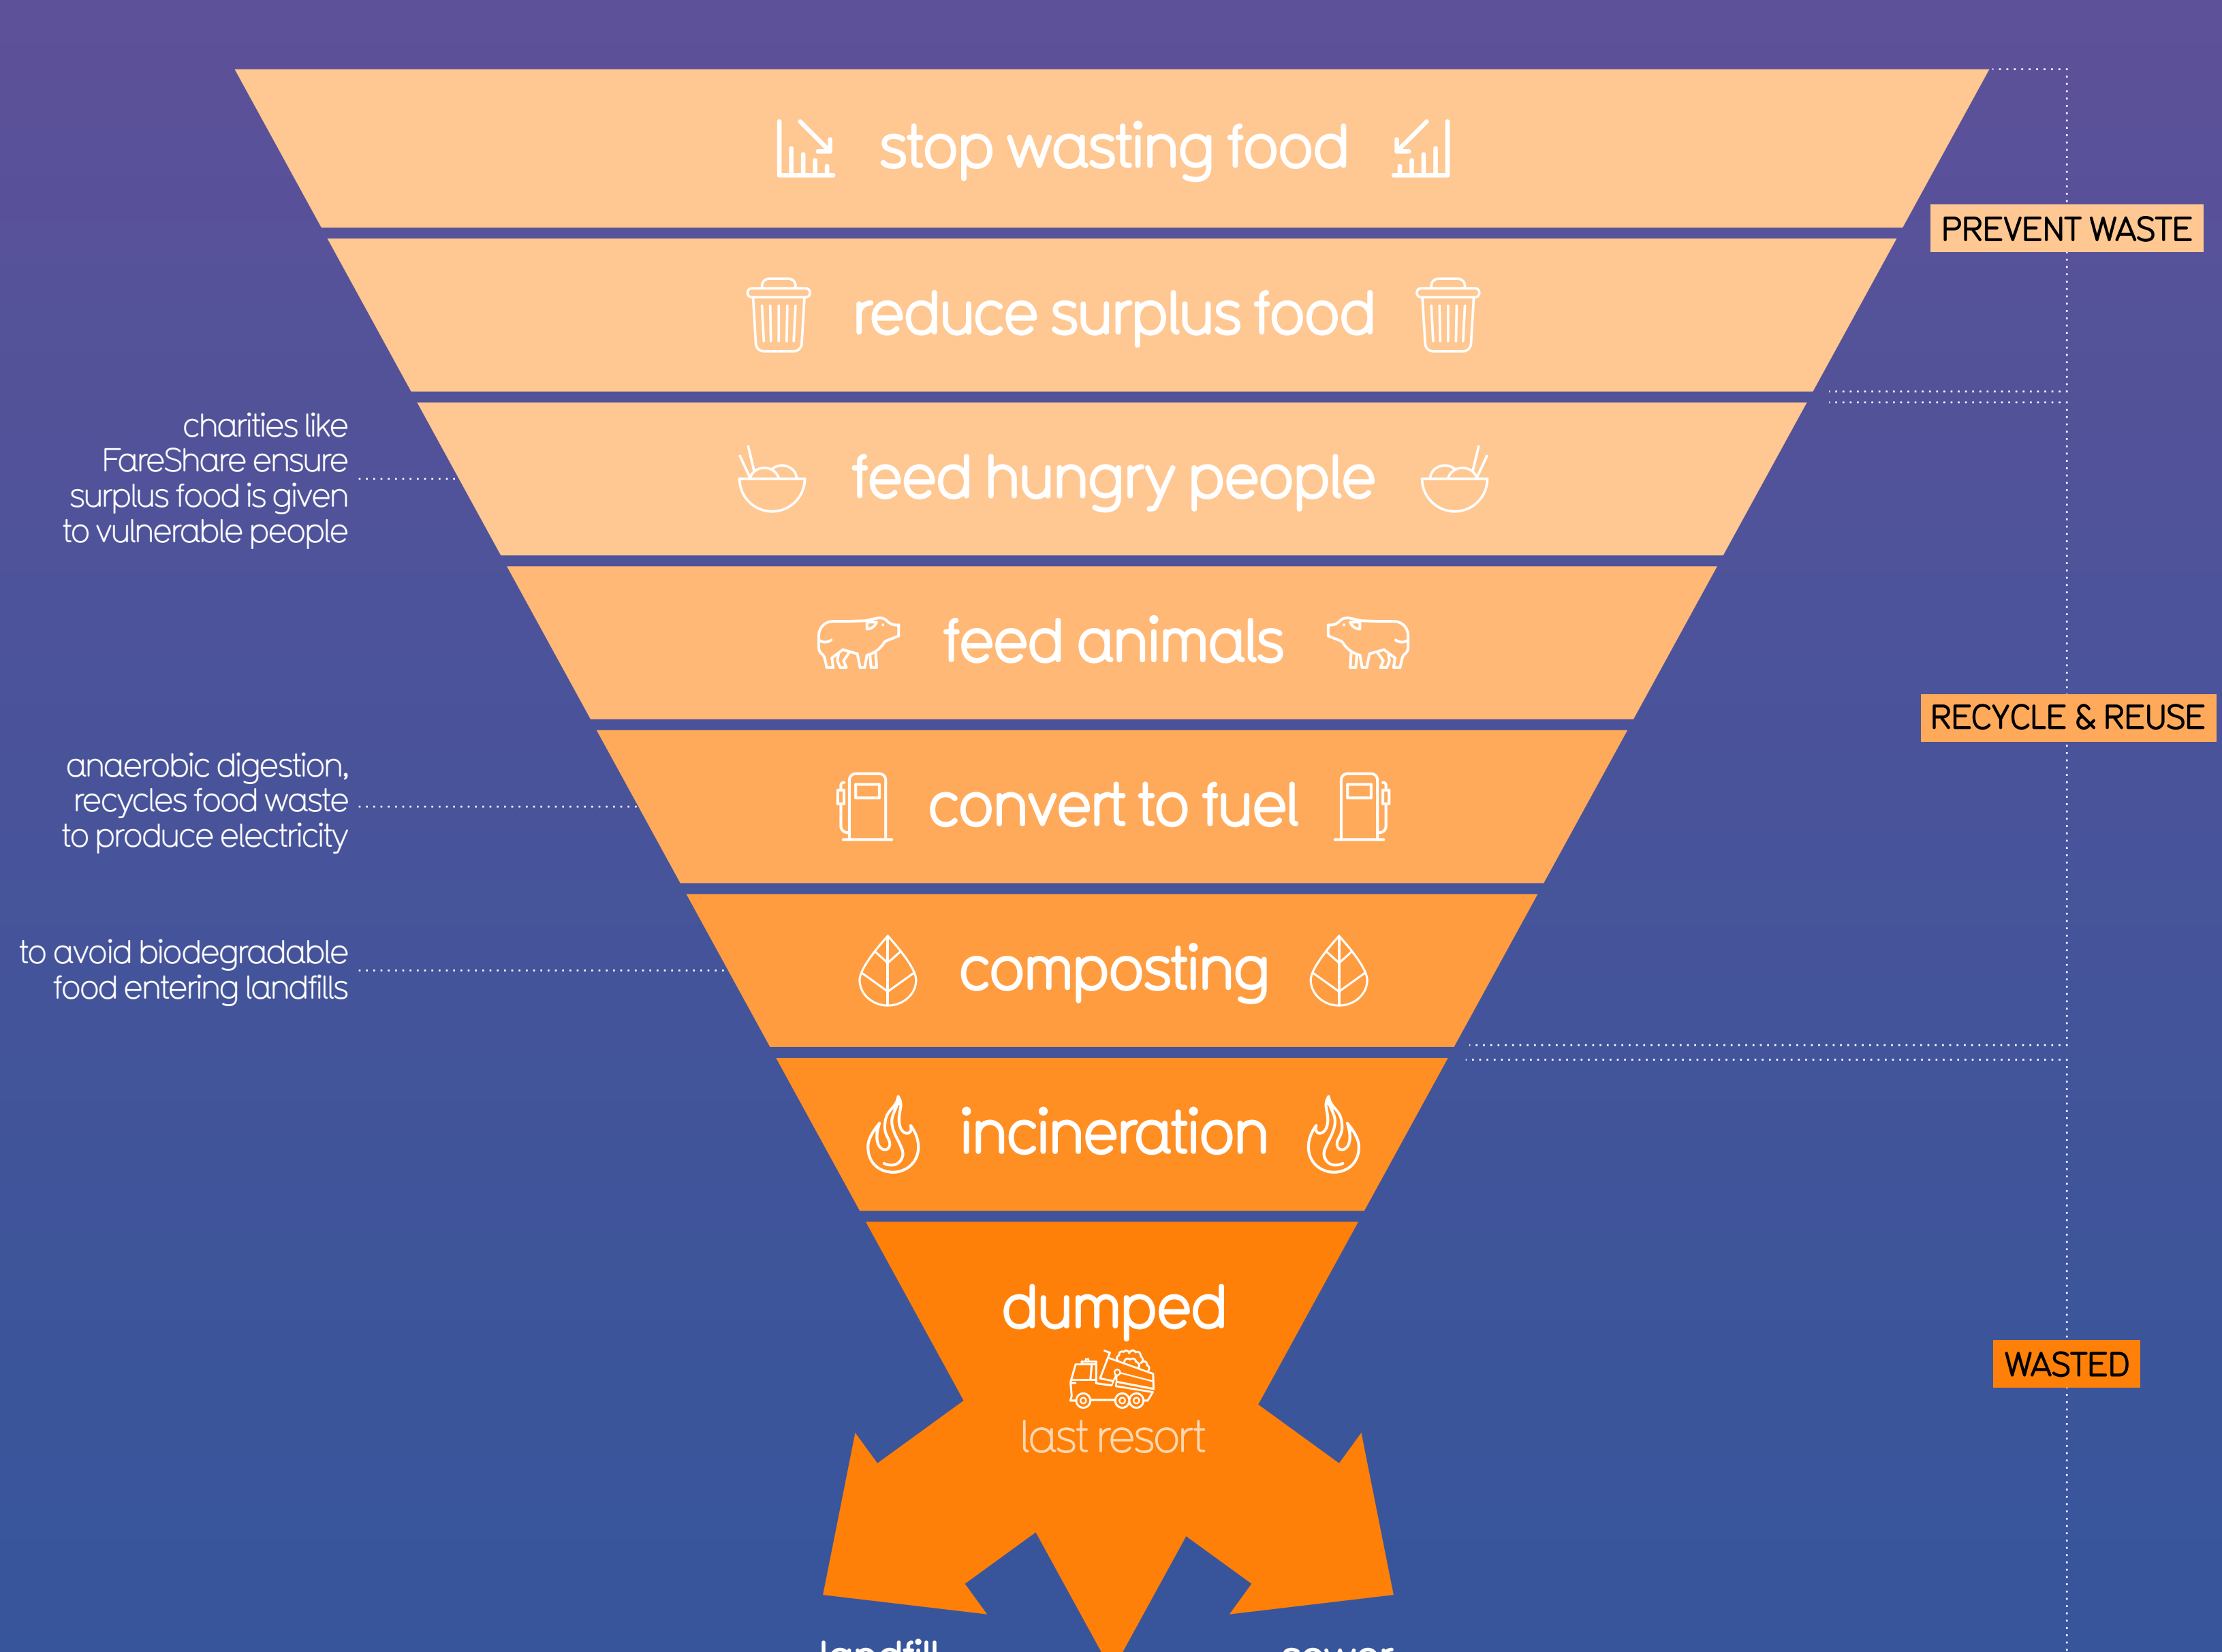 stop wasting food
PREVENT WASTE
reduce surplus food
charities like
FareShare ensure
surplus food is given
to vulnerable people
feed hungry people
feed animals
RECYCLE & REUSE
anaerobic digestion,
recycles food waste
to produce electricity
convert to fuel
to avoid biodegradable
food entering landfills
composting
incineration
dumped
WASTED
last resort
landfill
sewer